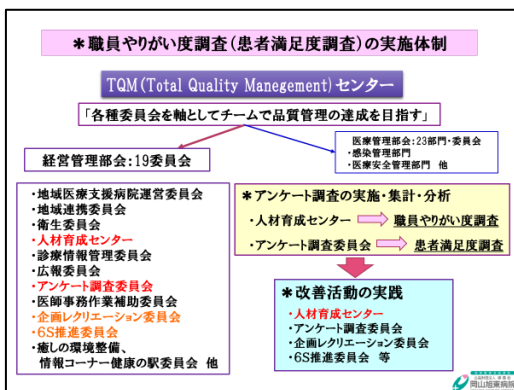 ＊職員やりがい度調査(患者満足度調査)の実施体制
TQM(Total Quality Manegement)センター
「各種委員会を軸としてチームで品質管理の達成を目指す」
経営管理部会:19委員会
医療管理部会:23部門・委員会
・感染管理部門
・医療安全管理部門 他
・地域医療支援病院運営委員会
・地域連携委員会
・衛生委員会
・人材育成センター
・診療情報管理委員会
・広報委員会
・アンケート調査委員会
・医師事務作業補助委員会
・企画レクリエーション委員会
・6S推進委員会
・癒しの環境整備、
情報コーナー健康の駅委員会 他
＊アンケート調査の実施・集計・分析
・人材育成センター 職員やりがい度調査
・アンケート調査委員会 患者満足度調査
＊改善活動の実践
・人材育成センター
・アンケート調査委員会
・企画レクリエーション委員会
・6S推進委員会 等
岡山旭東病院